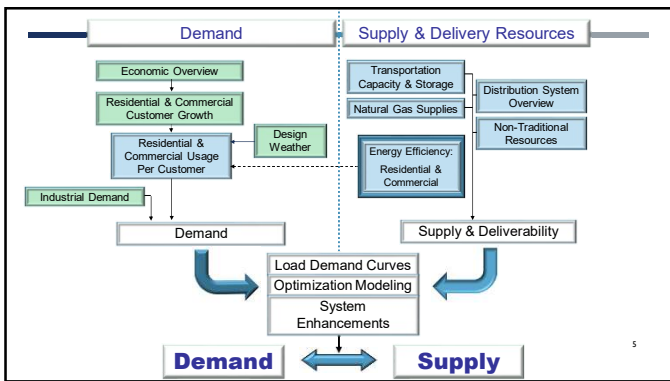 Demand
Supply & Delivery Resources
Economic Overview
Residential & Commercial
Customer Growth
Residential &
Commercial Usage
Per Customer
Design
Weather
Industrial Demand
Demand
Transportation
Capacity & Storage
Natural Gas Supplies
Distribution System
Overview
Non-Traditional
Resources
Energy Efficiency:
Residential &
Commercial
Supply & Deliverability
Load Demand Curves
Optimization Modeling
System
Enhancements
Demand
Supply
5